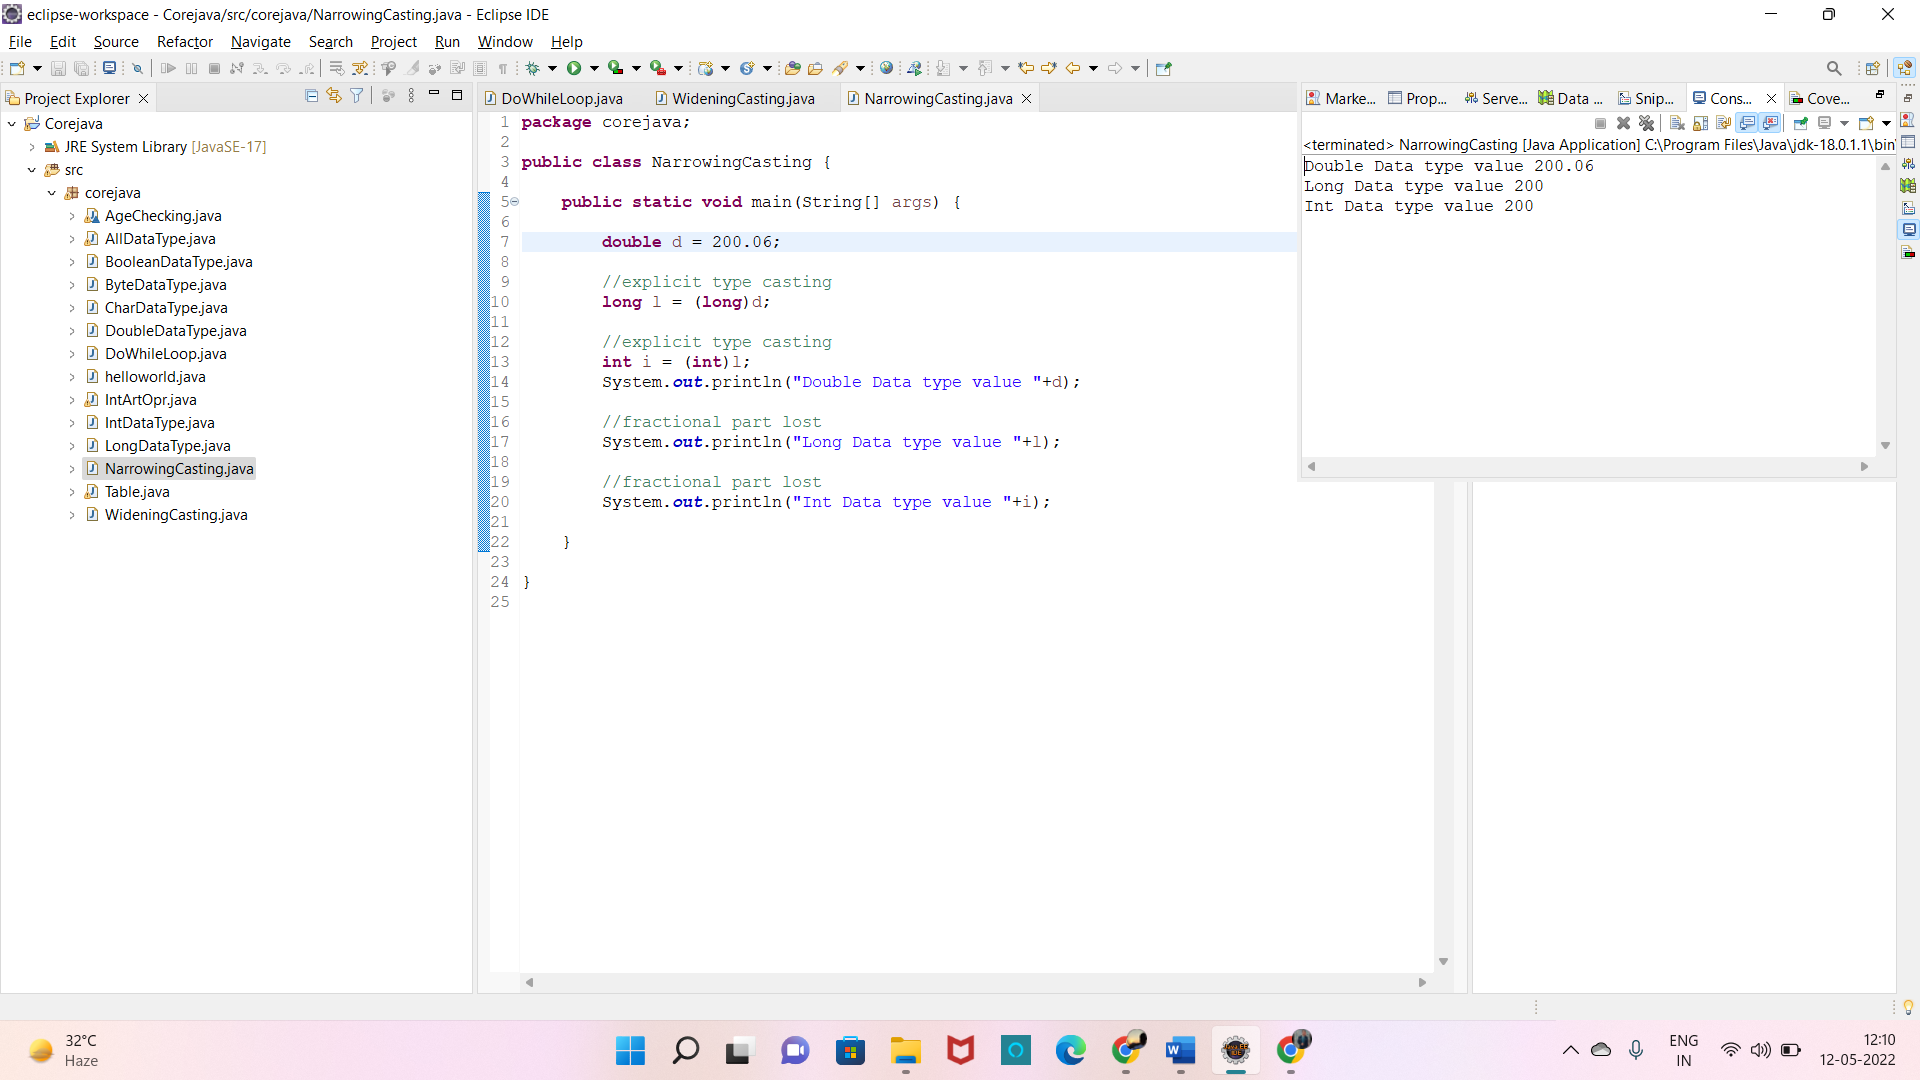 eclipse-workspace - Corejava/src/corejava/NarrowingCasting.java - Eclipse IDE
File Edit Source Refactor Navigate Search Project Run Window Help
Project Explorer
Corejava
JRE System Library [JavaSE-17]
src
corejava
AgeChecking.java
AllDataType.java
BooleanDataType.java
ByteDataType.java
CharDataType.java
DoubleDataType.java
DoWhileLoop.java
helloworld.java
IntArtOpr.java
IntDataType.java
LongDataType.java
NarrowingCasting.java
Table.java
WideningCasting.java
DoWhileLoop.java WideningCasting.java NarrowingCasting.java
1 package corejava;
2
3 public class NarrowingCasting {
4
5 public static void main(String[] args) {
6
7 double d = 200.06;
8
9 //explicit type casting
10 long l = (long)d;
11
12 //explicit type casting
13 int i = (int)l;
14 System.out.println("Double Data type value "+d);
15
16 //fractional part lost
17 System.out.println("Long Data type value "+l);
18
19 //fractional part lost
20 System.out.println("Int Data type value "+i);
21
22 }
23
24 }
25
Marke... Prop... Serve... Data ... Snip... Cons... Cove...
<terminated> NarrowingCasting [Java Application] C:\Program Files\Java\jdk-18.0.1.1\bin
Double Data type value 200.06
Long Data type value 200
Int Data type value 200
32°C
Haze
ENG
IN
12:10
12-05-2022